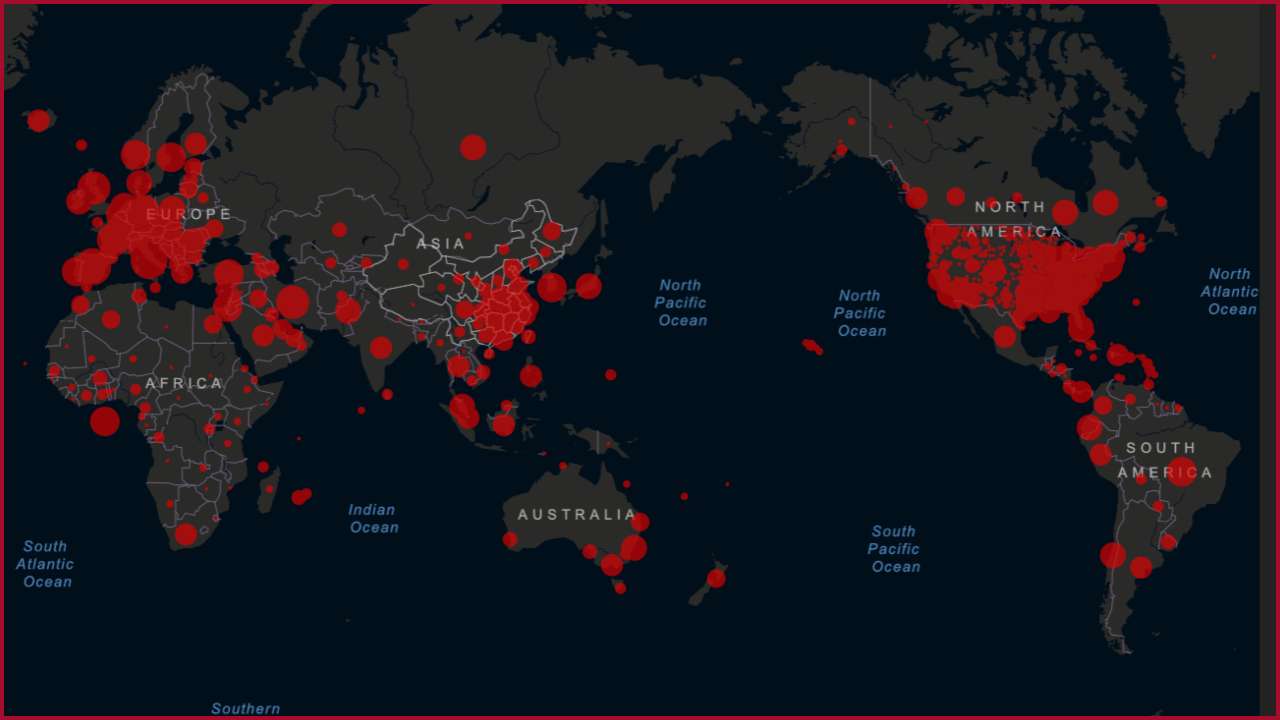 NORTH
AMERICA
EUROPE
ASIA
North
Pacific
Ocean
North
Pacific
Ocean
North
Atlantic
Ocean
AFRICA
SOUTH
AMERICA
Indian
Ocean
AUSTRALIA
South
Atlantic
Ocean
South
Pacific
Ocean
Southern